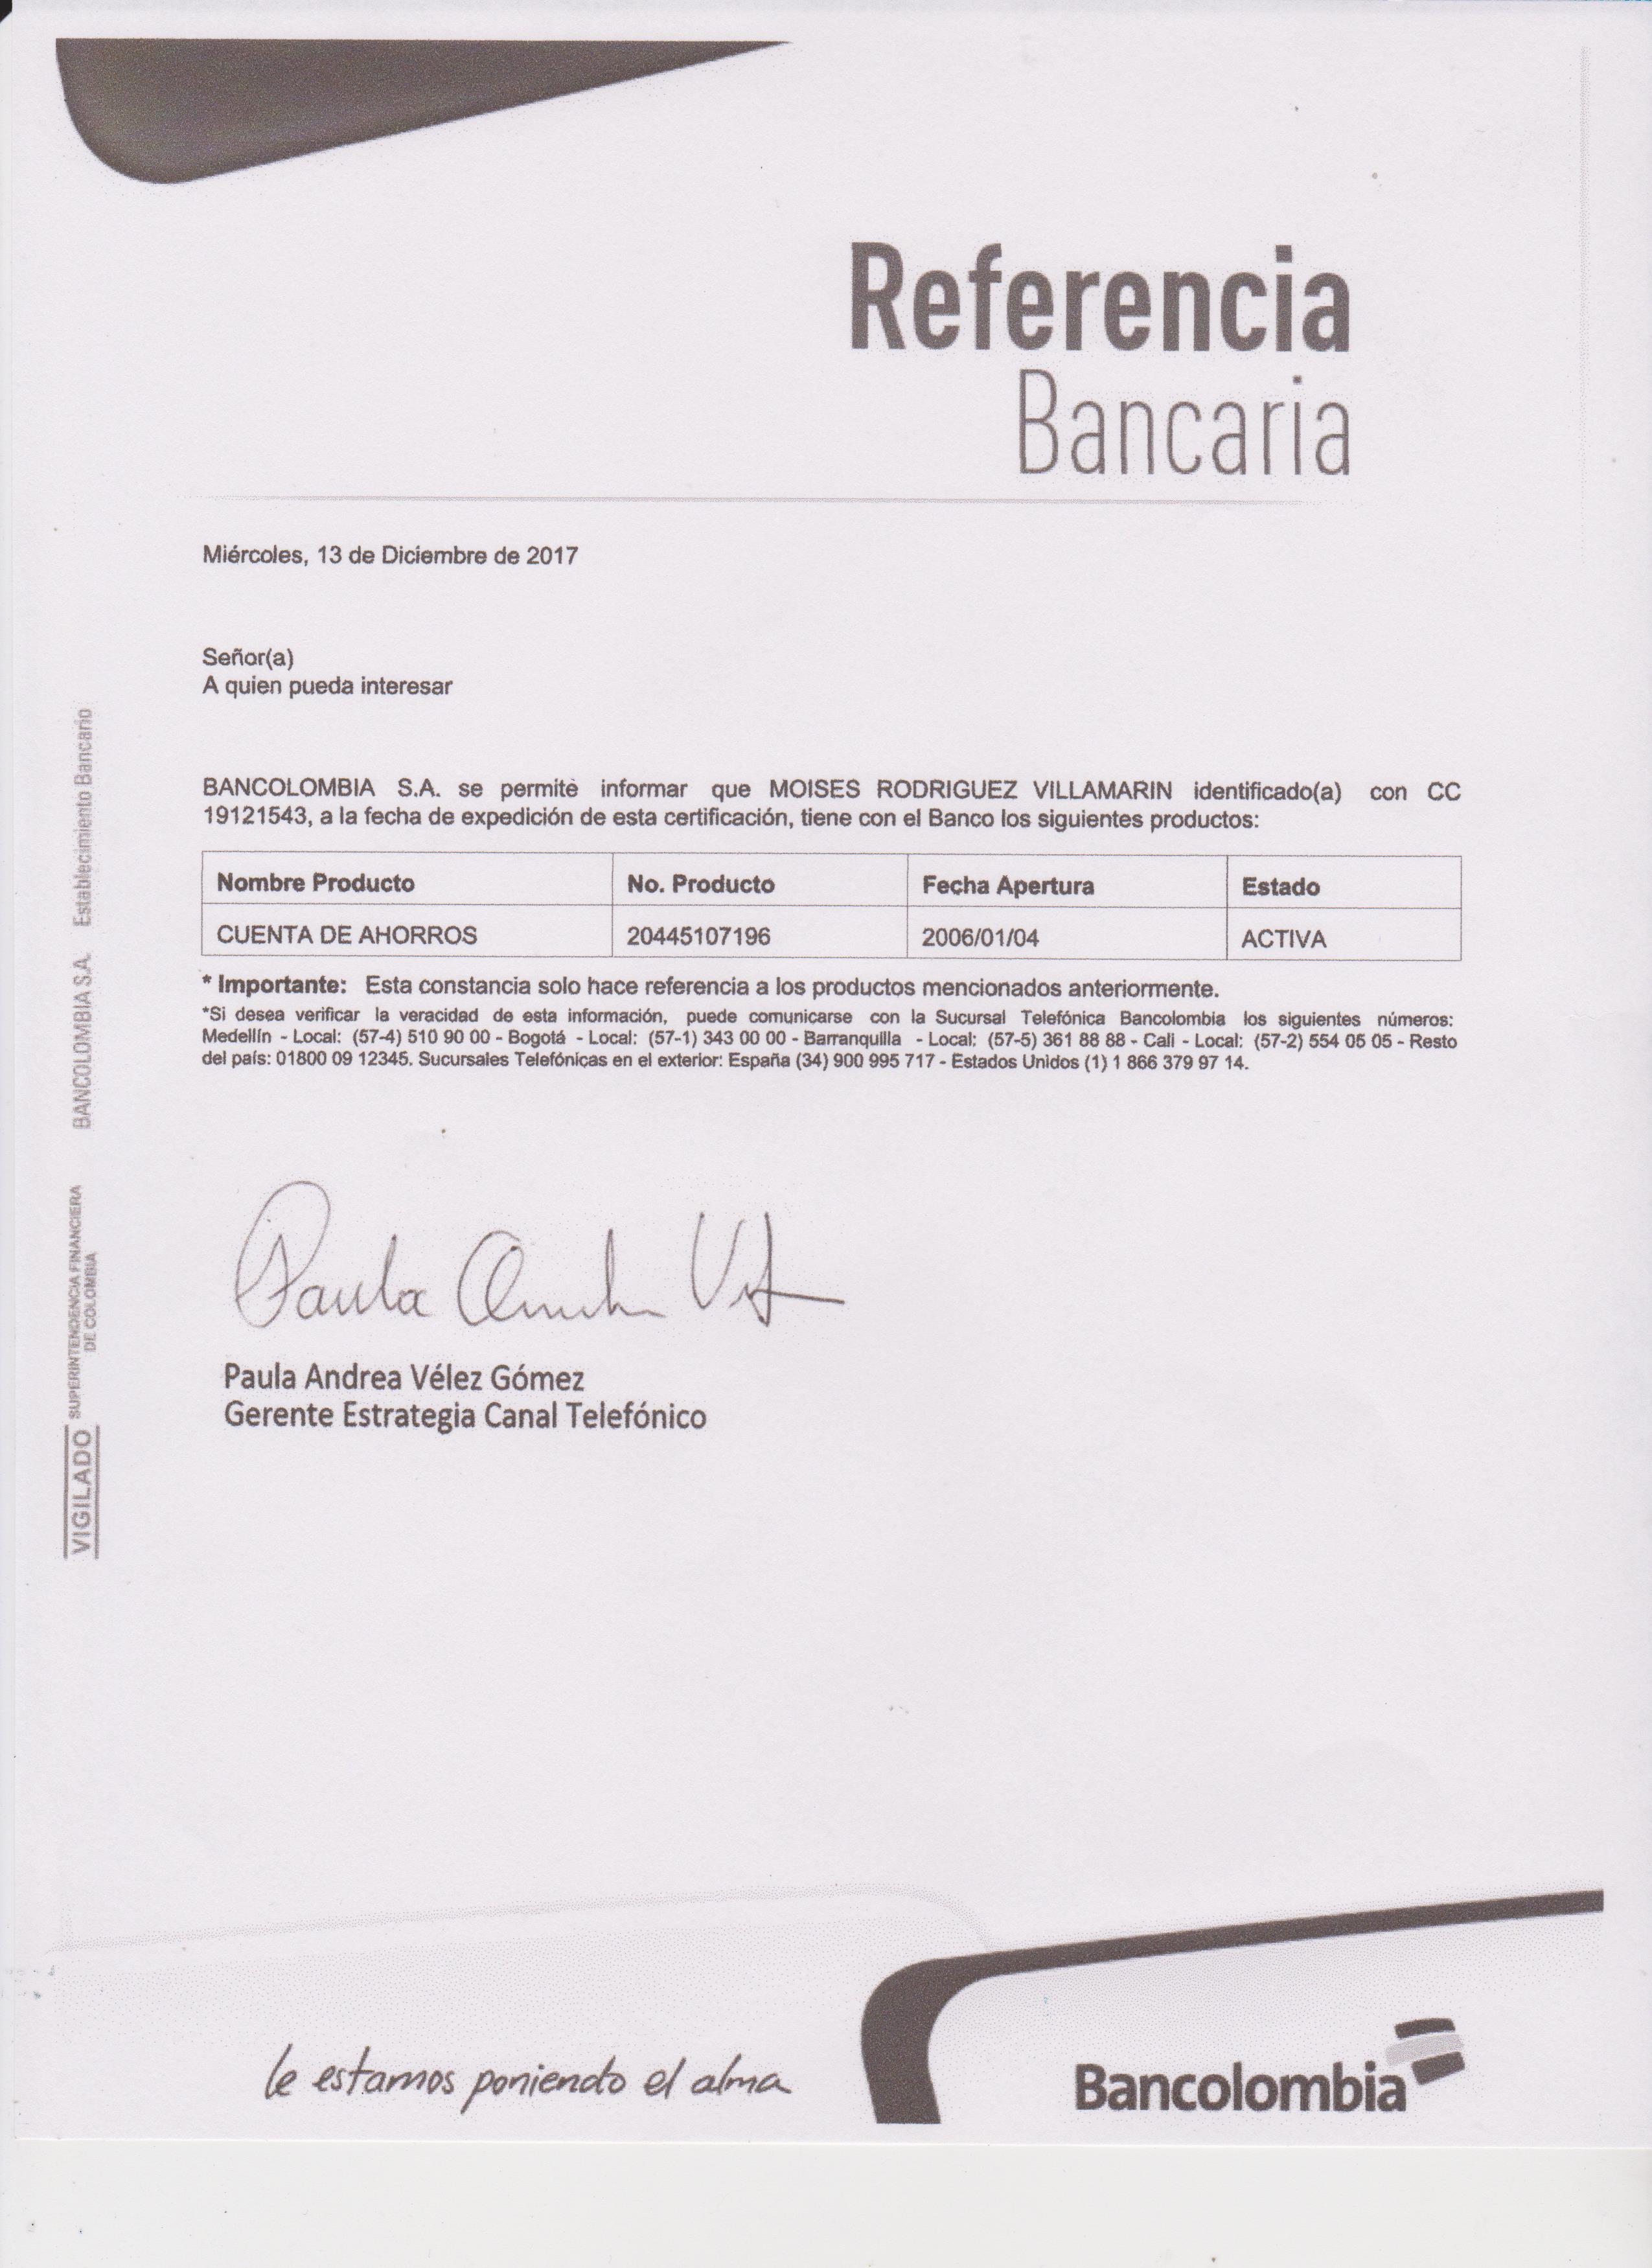 Referencia
Bancaria
Miércoles, 13 de Diciembre de 2017
Señor(a)
A quien pueda interesar
BANCOLOMBIA S.A. se permite informar que MOISES RODRIGUEZ VILLAMARIN identificado(a) con CC
19121543, a la fecha de expedición de esta certificación, tiene con el Banco los siguientes productos:
Nombre Producto No. Producto Fecha Apertura Estado
CUENTA DE AHORROS 20445107196 2006/01/04 ACTIVA
* Importante: Esta constancia solo hace referencia a los productos mencionados anteriormente.
*Si desea verificar la veracidad de esta información, puede comunicarse con la Sucursal Telefónica Bancolombia los siguientes números:
Medellín - Local: (57-4) 510 90 00 - Bogotá - Local: (57-1) 343 00 00 - Barranquilla - Local: (57-5) 361 88 88 - Cali - Local: (57-2) 554 05 05 - Resto
del país: 01800 09 12345. Sucursales Telefónicas en el exterior: España (34) 900 995 717 - Estados Unidos (1) 1 866 379 97 14.
Paula
Paula Andrea Vélez Gómez
Gerente Estrategia Canal Telefónico
VIGILADO SUPERINTENDENCIA FINANCIERA
DE COLOMBIA
BANCOLOMBIA S.A. Establecimiento Bancario
le estamos poniendo el alma
Bancolombia